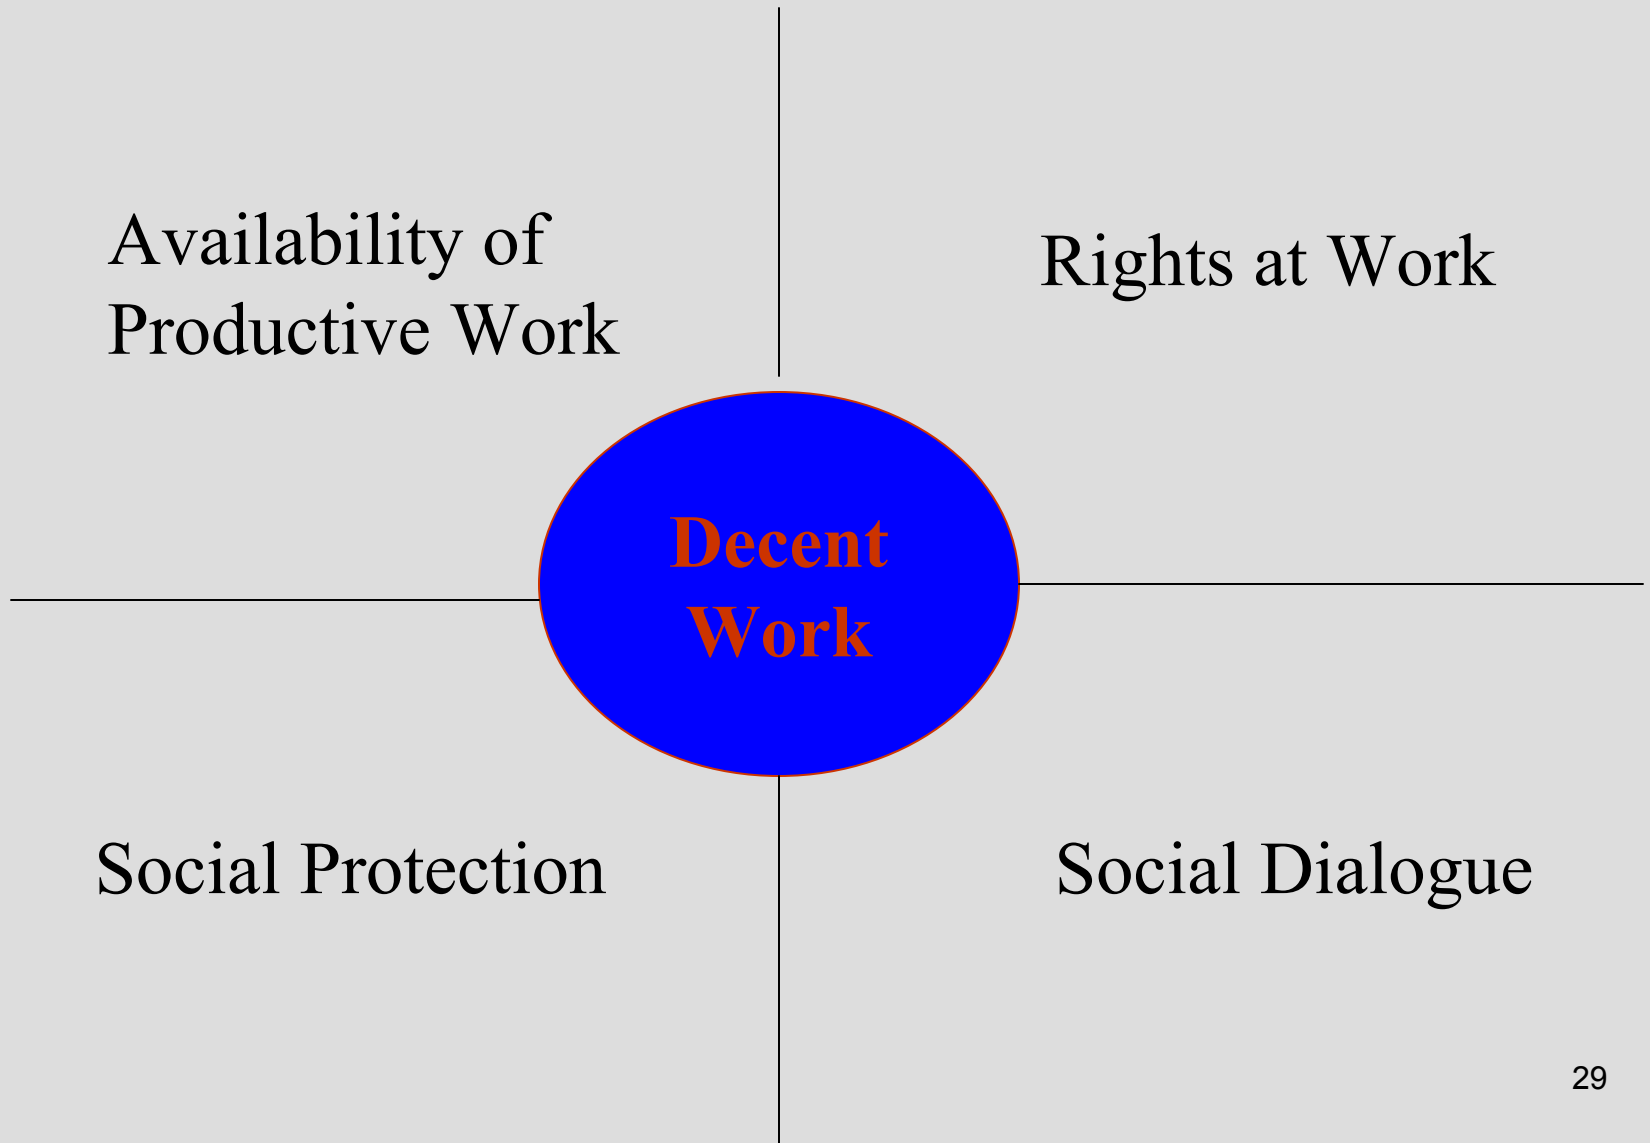 Availability of
Productive Work
Rights at Work
Decent
Work
Social Protection
Social Dialogue
29